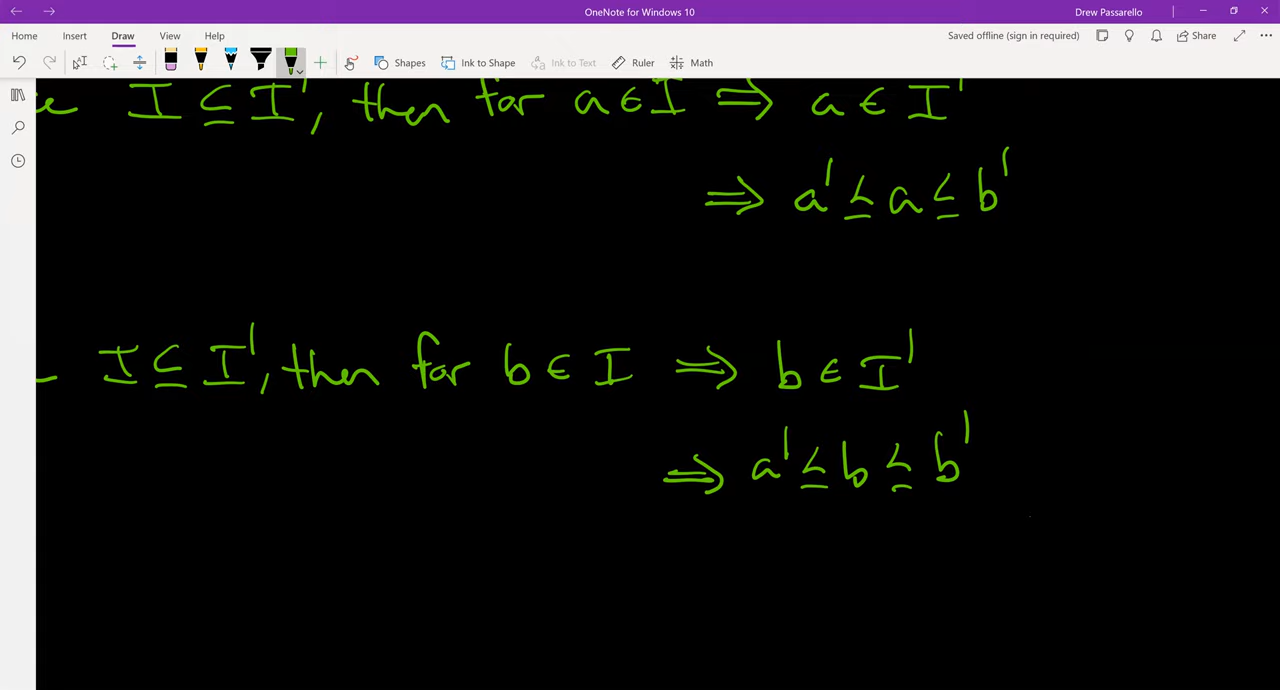 OneNote for Windows 10
Drew Passarello
Home Insert Draw View Help
Saved offline (sign in required)
Share
Shapes Ink to Shape Ink to Text Ruler Math
I ⊆ I', then for a ∈ I ⟹ a ∈ I'
⟹ a' ≤ a ≤ b'
I ⊆ I', then for b ∈ I ⟹ b ∈ I'
⟹ a' ≤ b ≤ b'